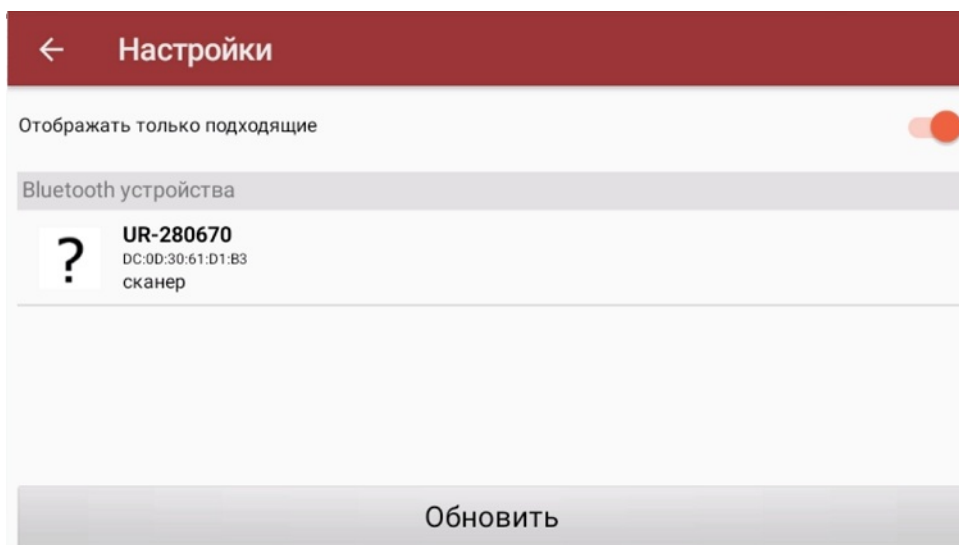 Настройки
Отображать только подходящие
Bluetooth устройства
?
UR-280670
DC:0D:30:61:D1:B3
сканер
Обновить